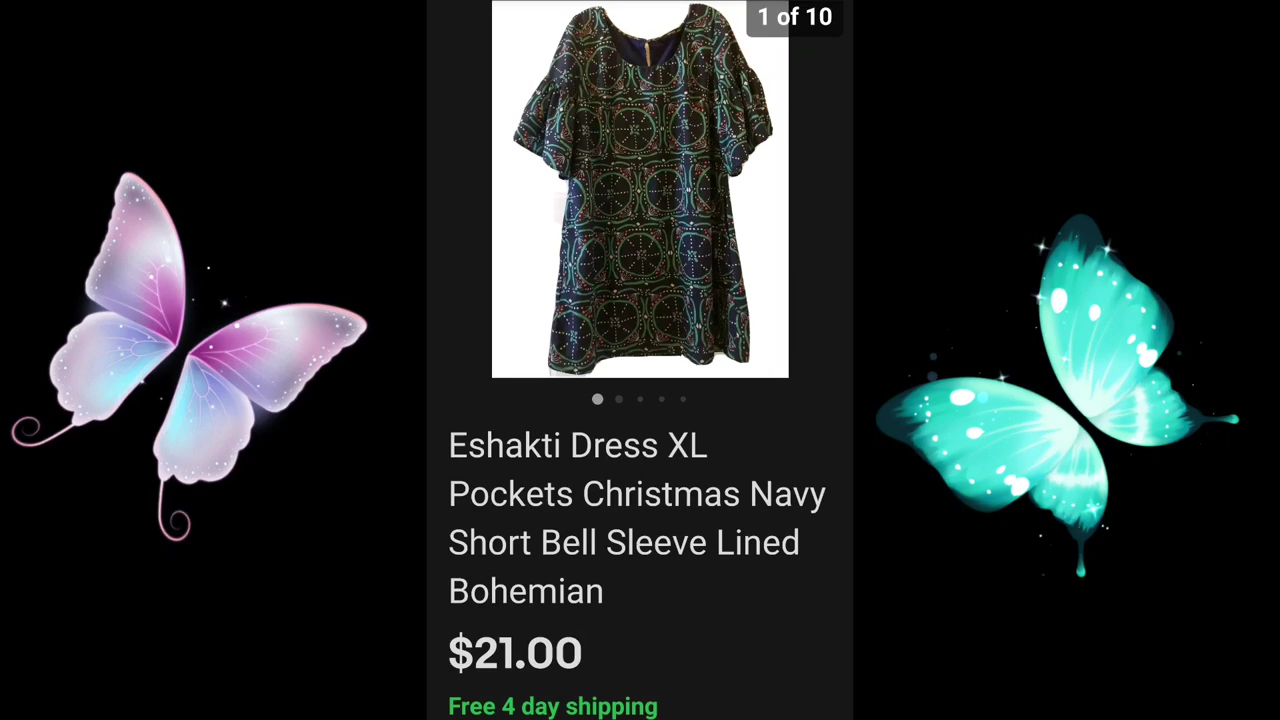 1 of 10
Eshakti Dress XL
Pockets Christmas Navy
Short Bell Sleeve Lined
Bohemian
$21.00
Free 4 day shipping